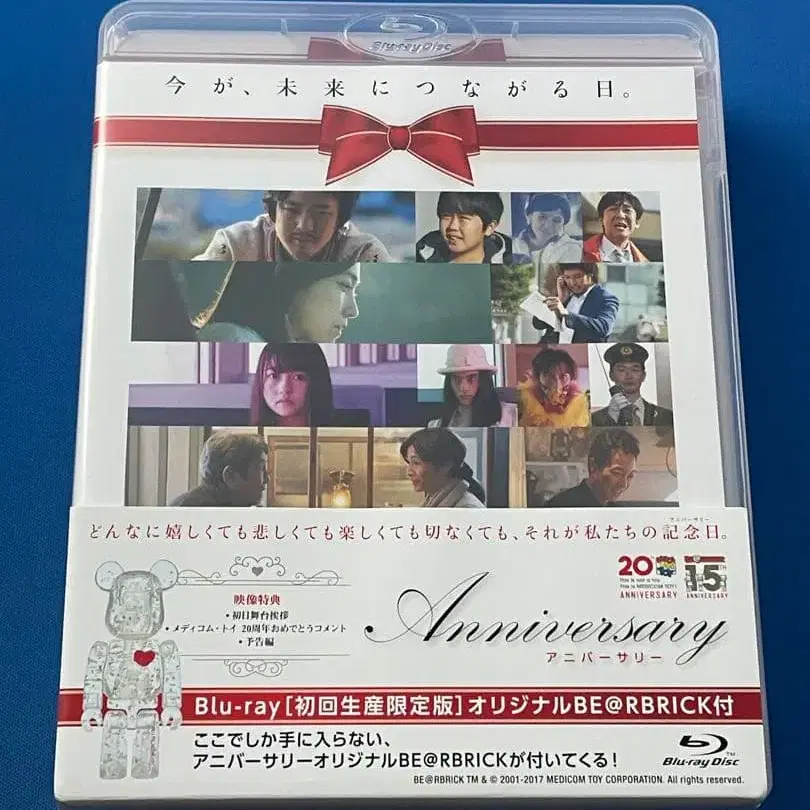 Blu-ray Disc
今が、未来につながる日。
どんなに嬉しくても悲しくても楽しくても切なくても、それが私たちの記念日。
アニバーサリー
映像特典
・初日舞台挨拶
・メディコム・トイ 20周年おめでとうコメント
・予告編
20th
ANNIVERSARY
15TH
ANNIVERSARY
Anniversary
アニバーサリー
Blu-ray[初回生産限定版]オリジナルBE@RBRICK付
ここでしか手に入らない、
アニバーサリーオリジナルBE@RBRICKが付いてくる!
Blu-ray Disc™
BE@RBRICK TM & © 2001-2017 MEDICOM TOY CORPORATION. All rights reserved.